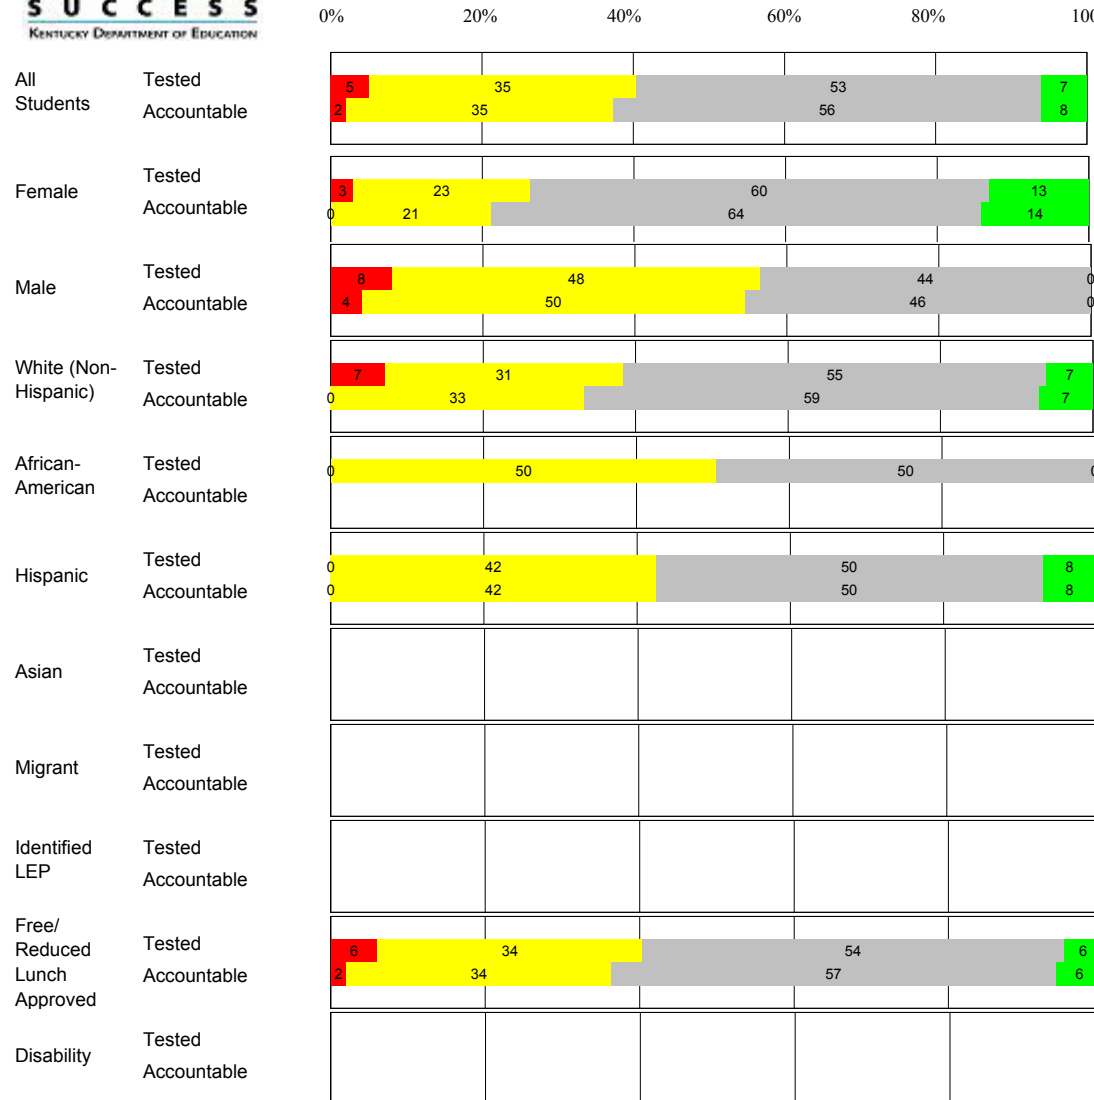 S U C C E S S
KENTUCKY DEPARTMENT OF EDUCATION
0% 20% 40% 60% 80% 100
All Students
Tested 5 35 53 7
Accountable 2 35 56 8
Female
Tested 3 23 60 13
Accountable 0 21 64 14
Male
Tested 8 48 44 0
Accountable 4 50 46 0
White (Non-
Hispanic)
Tested 7 31 55 7
Accountable 0 33 59 7
African-
American
Tested 0 50 50 0
Accountable
Hispanic
Tested 0 42 50 8
Accountable 0 42 50 8
Asian
Tested
Accountable
Migrant
Tested
Accountable
Identified
LEP
Tested
Accountable
Free/
Reduced
Lunch
Approved
Tested 6 34 54 6
Accountable 2 34 57 6
Disability
Tested
Accountable